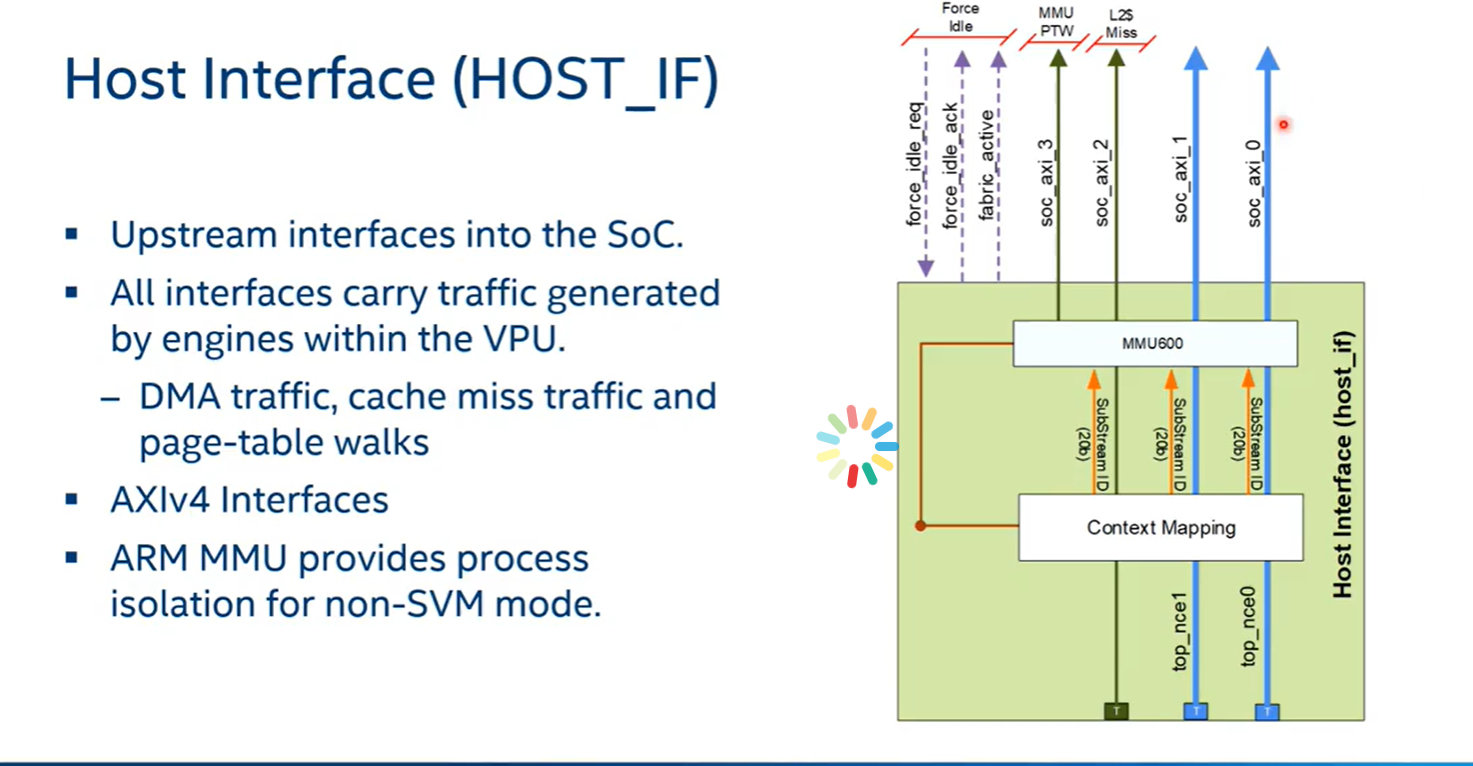 Host Interface (HOST_IF)
▪ Upstream interfaces into the SoC.
▪ All interfaces carry traffic generated
by engines within the VPU.
– DMA traffic, cache miss traffic and
page-table walks
▪ AXIv4 Interfaces
▪ ARM MMU provides process
isolation for non-SVM mode.
Force
Idle
MMU
PTW
L2$
Miss
force_idle_req
force_idle_ack
fabric_active
soc_axi_3
soc_axi_2
soc_axi_1
soc_axi_0
MMU600
SubStream ID
(20b)
SubStream ID
(20b)
SubStream ID
(20b)
Context Mapping
top_nce1
top_nce0
T
T
T
Host Interface (host_if)